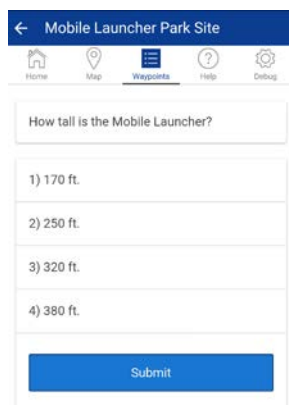 Mobile Launcher Park Site
Home Map Waypoints Help Debug
How tall is the Mobile Launcher?
1) 170 ft.
2) 250 ft.
3) 320 ft.
4) 380 ft.
Submit